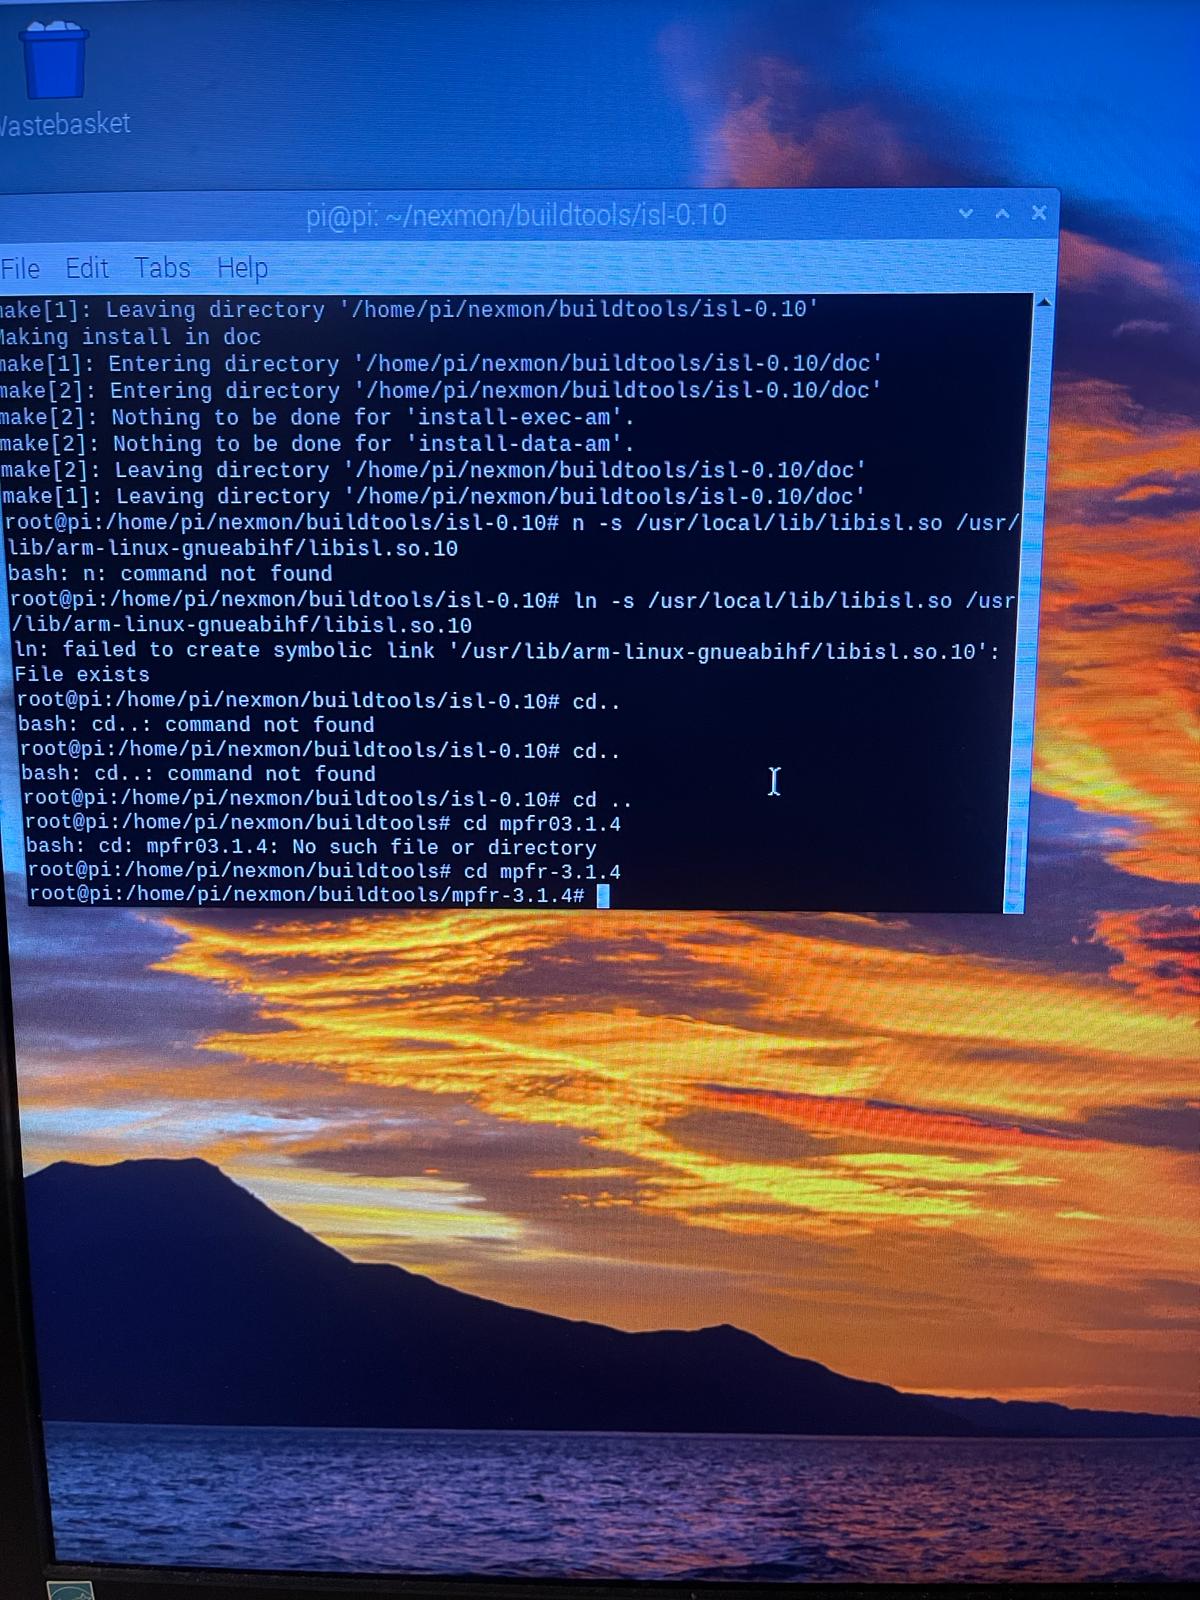 Wastebasket
pi@pi: ~/nexmon/buildtools/isl-0.10
File Edit Tabs Help
make[1]: Leaving directory '/home/pi/nexmon/buildtools/isl-0.10'
Making install in doc
make[1]: Entering directory '/home/pi/nexmon/buildtools/isl-0.10/doc'
make[2]: Entering directory '/home/pi/nexmon/buildtools/isl-0.10/doc'
make[2]: Nothing to be done for 'install-exec-am'.
make[2]: Nothing to be done for 'install-data-am'.
make[2]: Leaving directory '/home/pi/nexmon/buildtools/isl-0.10/doc'
make[1]: Leaving directory '/home/pi/nexmon/buildtools/isl-0.10/doc'
root@pi:/home/pi/nexmon/buildtools/isl-0.10# n -s /usr/local/lib/libisl.so /usr/
lib/arm-linux-gnueabihf/libisl.so.10
bash: n: command not found
root@pi:/home/pi/nexmon/buildtools/isl-0.10# ln -s /usr/local/lib/libisl.so /usr
/lib/arm-linux-gnueabihf/libisl.so.10
ln: failed to create symbolic link '/usr/lib/arm-linux-gnueabihf/libisl.so.10':
File exists
root@pi:/home/pi/nexmon/buildtools/isl-0.10# cd..
bash: cd..: command not found
root@pi:/home/pi/nexmon/buildtools/isl-0.10# cd..
bash: cd..: command not found
root@pi:/home/pi/nexmon/buildtools/isl-0.10# cd ..
root@pi:/home/pi/nexmon/buildtools# cd mpfr03.1.4
bash: cd: mpfr03.1.4: No such file or directory
root@pi:/home/pi/nexmon/buildtools# cd mpfr-3.1.4
root@pi:/home/pi/nexmon/buildtools/mpfr-3.1.4#